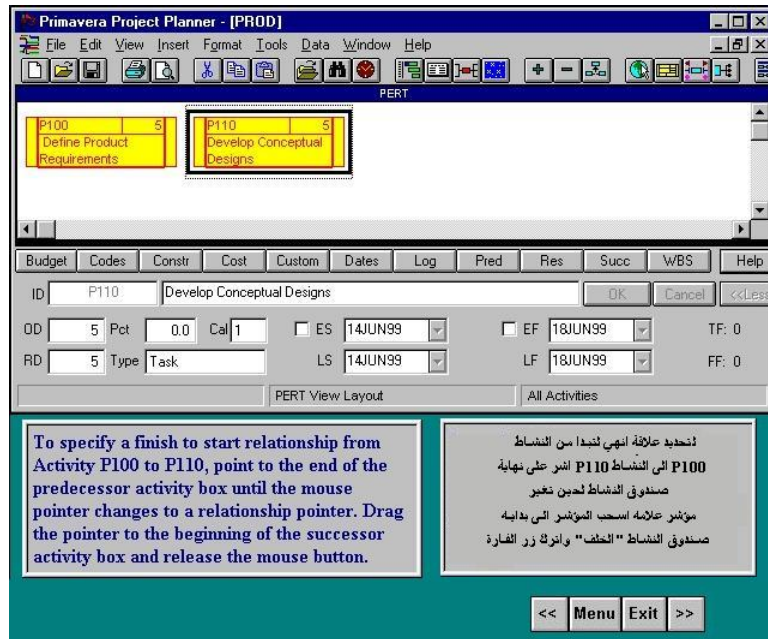 Primavera Project Planner - [PROD]
File Edit View Insert Format Tools Data Window Help
PERT
P100 5
Define Product
Requirements
P110 5
Develop Conceptual
Designs
Budget Codes Constr Cost Custom Dates Log Pred Res Succ WBS Help
ID P110 Develop Conceptual Designs OK Cancel <<Less
OD 5 Pct 0.0 Cal 1 ES 14JUN99 EF 18JUN99 TF: 0
RD 5 Type Task LS 14JUN99 LF 18JUN99 FF: 0
PERT View Layout All Activities
To specify a finish to start relationship from
Activity P100 to P110, point to the end of the
predecessor activity box until the mouse
pointer changes to a relationship pointer. Drag
the pointer to the beginning of the successor
activity box and release the mouse button.
لتحديد علاقة انهي لتبدا من النشاط
P100 الى النشاط P110 اشر على نهاية
صندوق النشاط لحين تغير
مؤشر علامه اسحب المؤشر الى بدايه
صندوق النشاط "الخلف" واترك زر الفارة
<< Menu Exit >>